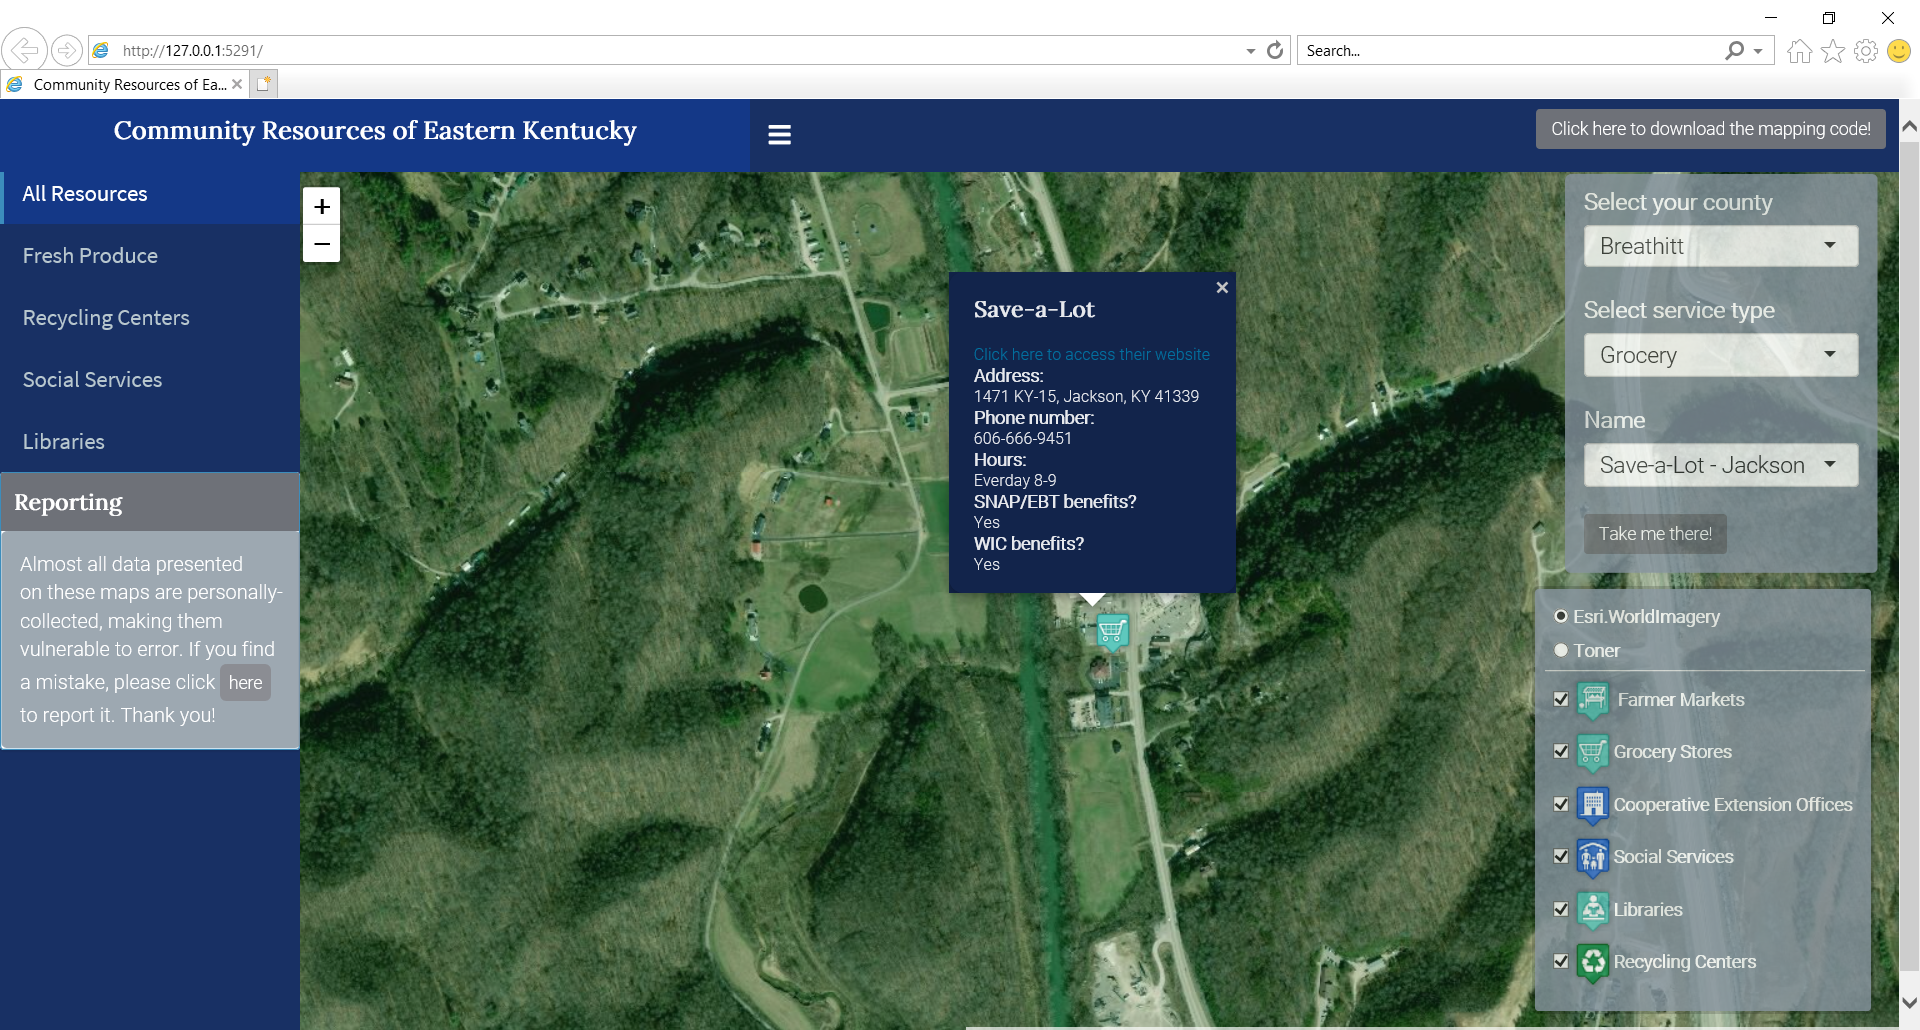 http://127.0.0.1:5291/
Search...
Community Resources of Ea...
Community Resources of Eastern Kentucky
Click here to download the mapping code!
All Resources
Fresh Produce
Recycling Centers
Social Services
Libraries
Reporting
Almost all data presented
on these maps are personally-
collected, making them
vulnerable to error. If you find
a mistake, please click here
to report it. Thank you!
+
−
Save-a-Lot
Click here to access their website
Address:
1471 KY-15, Jackson, KY 41339
Phone number:
606-666-9451
Hours:
Everday 8-9
SNAP/EBT benefits?
Yes
WIC benefits?
Yes
Select your county
Breathitt
Select service type
Grocery
Name
Save-a-Lot - Jackson
Take me there!
Esri.WorldImagery
Toner
Farmer Markets
Grocery Stores
Cooperative Extension Offices
Social Services
Libraries
Recycling Centers